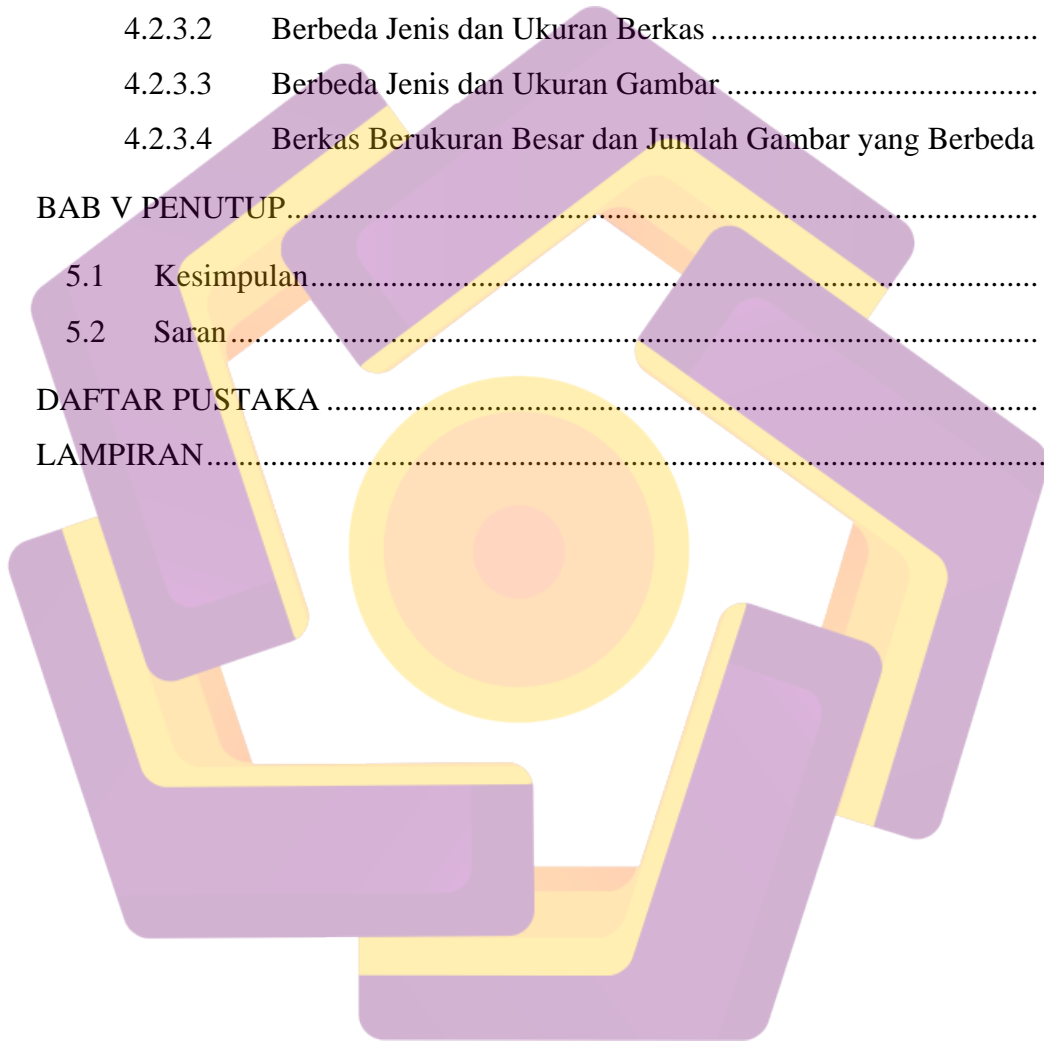 4.2.3.2 Berbeda Jenis dan Ukuran Berkas .....................................
4.2.3.3 Berbeda Jenis dan Ukuran Gambar ...................................
4.2.3.4 Berkas Berukuran Besar dan Jumlah Gambar yang Berbeda
BAB V PENUTUP..........................................................................................
5.1 Kesimpulan.......................................................................................
5.2 Saran.................................................................................................
DAFTAR PUSTAKA .....................................................................................
LAMPIRAN....................................................................................................